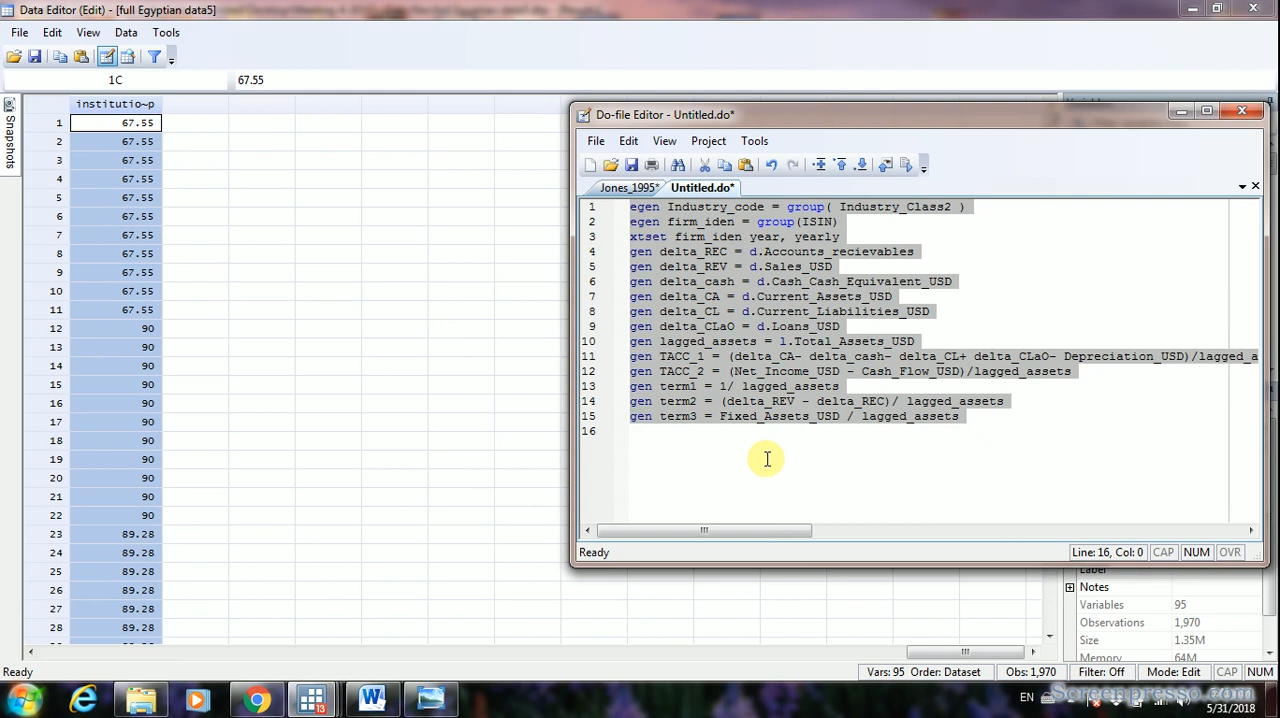 Data Editor (Edit) - [full Egyptian data5]
File Edit View Data Tools
1C 67.55
Snapshots
institutio~p
1 67.55
2 67.55
3 67.55
4 67.55
5 67.55
6 67.55
7 67.55
8 67.55
9 67.55
10 67.55
11 67.55
12 90
13 90
14 90
15 90
16 90
17 90
18 90
19 90
20 90
21 90
22 90
23 89.28
24 89.28
25 89.28
26 89.28
27 89.28
28 89.28
Do-file Editor - Untitled.do*
File Edit View Project Tools
Jones_1995* Untitled.do*
1 egen Industry_code = group( Industry_Class2 )
2 egen firm_iden = group(ISIN)
3 xtset firm_iden year, yearly
4 gen delta_REC = d.Accounts_recievables
5 gen delta_REV = d.Sales_USD
6 gen delta_cash = d.Cash_Cash_Equivalent_USD
7 gen delta_CA = d.Current_Assets_USD
8 gen delta_CL = d.Current_Liabilities_USD
9 gen delta_CLaO = d.Loans_USD
10 gen lagged_assets = l.Total_Assets_USD
11 gen TACC_1 = (delta_CA- delta_cash- delta_CL+ delta_CLaO- Depreciation_USD)/lagged_a
12 gen TACC_2 = (Net_Income_USD - Cash_Flow_USD)/lagged_assets
13 gen term1 = 1/ lagged_assets
14 gen term2 = (delta_REV - delta_REC)/ lagged_assets
15 gen term3 = Fixed_Assets_USD / lagged_assets
16
Ready Line: 16, Col: 0 CAP NUM OVR
Label
Notes
Variables 95
Observations 1,970
Size 1.35M
Memory 64M
Ready Vars: 95 Order: Dataset Obs: 1,970 Filter: Off Mode: Edit CAP NUM
13
EN
Screenpresso.com
5/31/2018